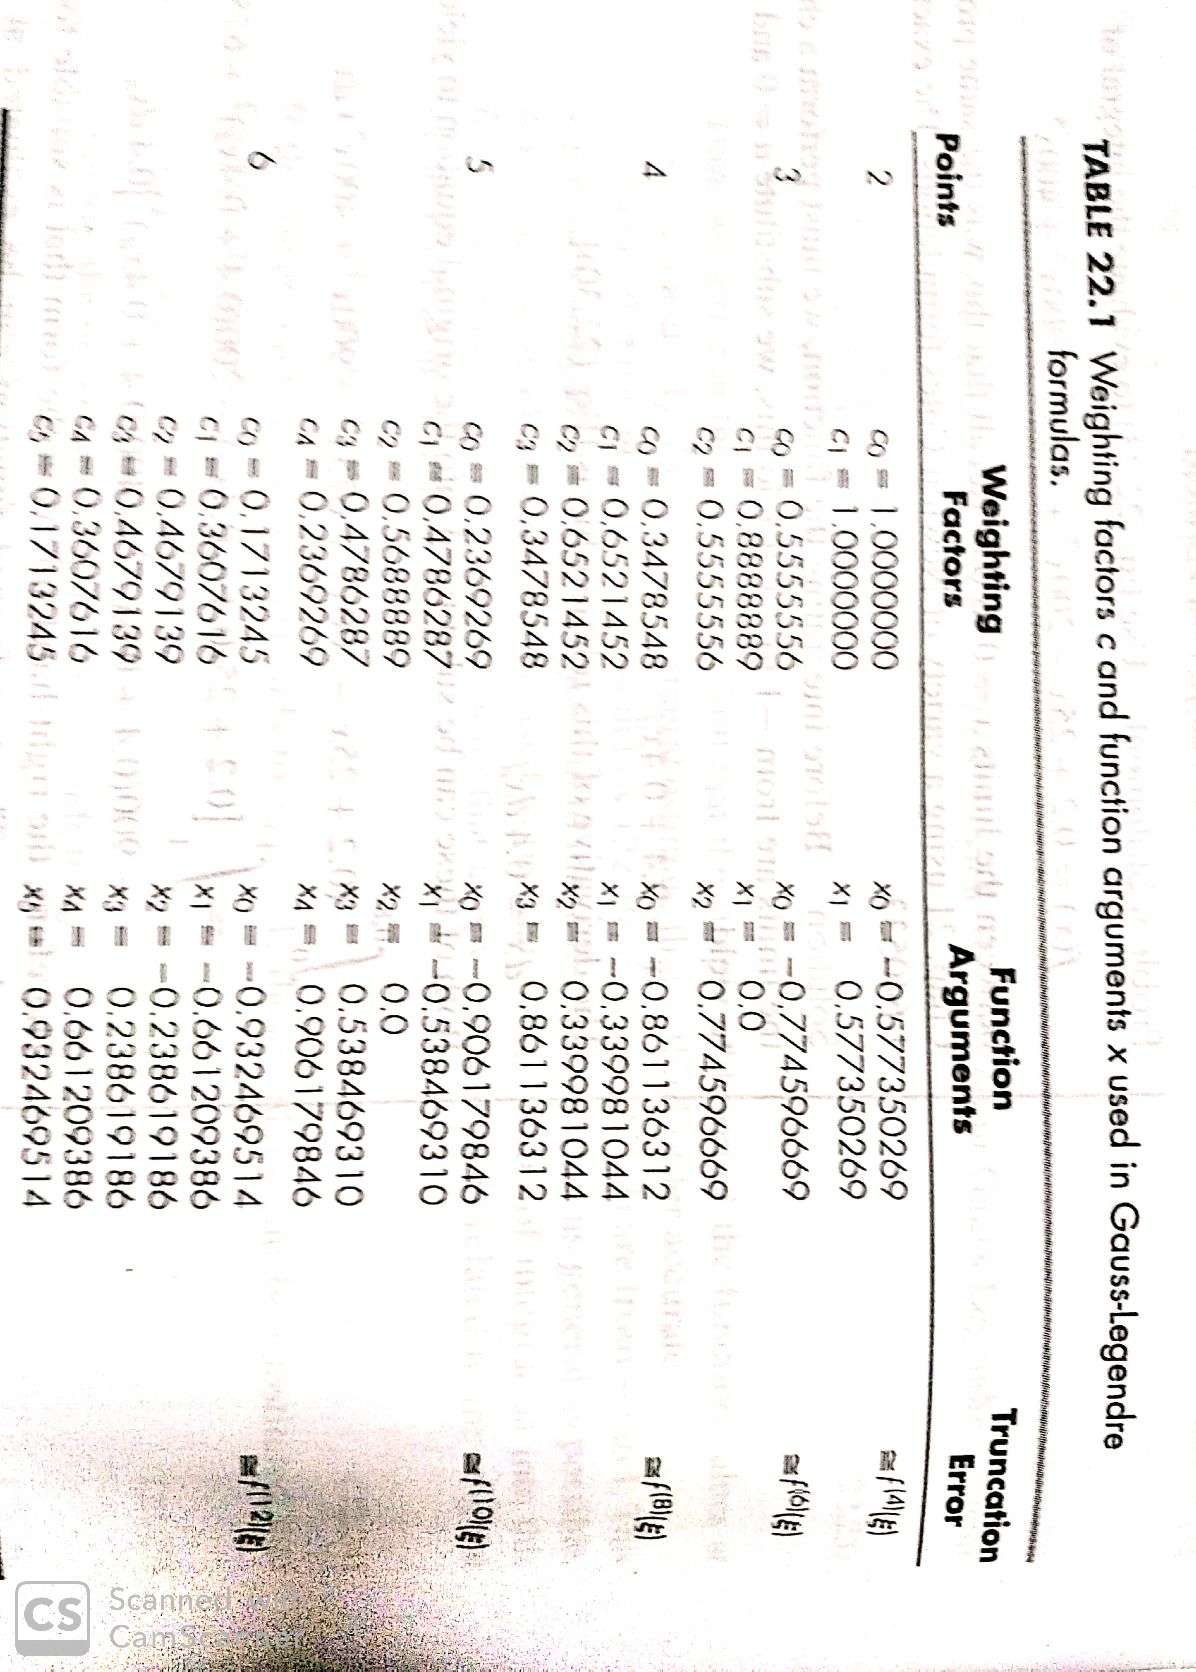 TABLE 22.1 Weighting factors c and function arguments x used in Gauss-Legendre
formulas.
Points Weighting Factors Function Arguments Truncation Error
2 c0 = 1.0000000 x0 = −0.577350269 ≅ f(4)(ξ)
c1 = 1.0000000 x1 = 0.577350269
3 c0 = 0.5555556 x0 = −0.774596669 ≅ f(6)(ξ)
c1 = 0.8888889 x1 = 0.0
c2 = 0.5555556 x2 = 0.774596669
4 c0 = 0.3478548 x0 = −0.861136312 ≅ f(8)(ξ)
c1 = 0.6521452 x1 = −0.339981044
c2 = 0.6521452 x2 = 0.339981044
c3 = 0.3478548 x3 = 0.861136312
5 c0 = 0.2369269 x0 = −0.906179846 ≅ f(10)(ξ)
c1 = 0.4786287 x1 = −0.538469310
c2 = 0.5688889 x2 = 0.0
c3 = 0.4786287 x3 = 0.538469310
c4 = 0.2369269 x4 = 0.906179846
6 c0 = 0.1713245 x0 = −0.932469514 ≅ f(12)(ξ)
c1 = 0.3607616 x1 = −0.661209386
c2 = 0.4679139 x2 = −0.238619186
c3 = 0.4679139 x3 = 0.238619186
c4 = 0.3607616 x4 = 0.661209386
c5 = 0.1713245 x5 = 0.932469514
CS
Scanned with
CamScanner